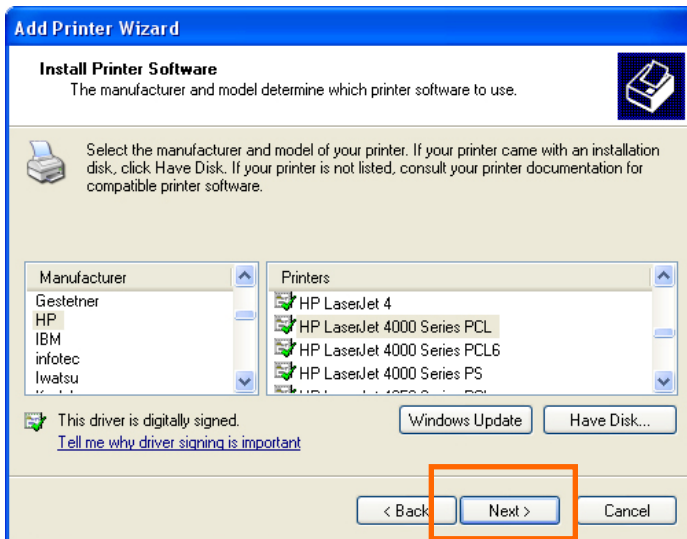 Add Printer Wizard
Install Printer Software
The manufacturer and model determine which printer software to use.
Select the manufacturer and model of your printer. If your printer came with an installation
disk, click Have Disk. If your printer is not listed, consult your printer documentation for
compatible printer software.
Manufacturer
Gestetner
HP
IBM
infotec
Iwatsu
Printers
HP LaserJet 4
HP LaserJet 4000 Series PCL
HP LaserJet 4000 Series PCL6
HP LaserJet 4000 Series PS
This driver is digitally signed.
Tell me why driver signing is important
Windows Update
Have Disk...
< Back
Next >
Cancel